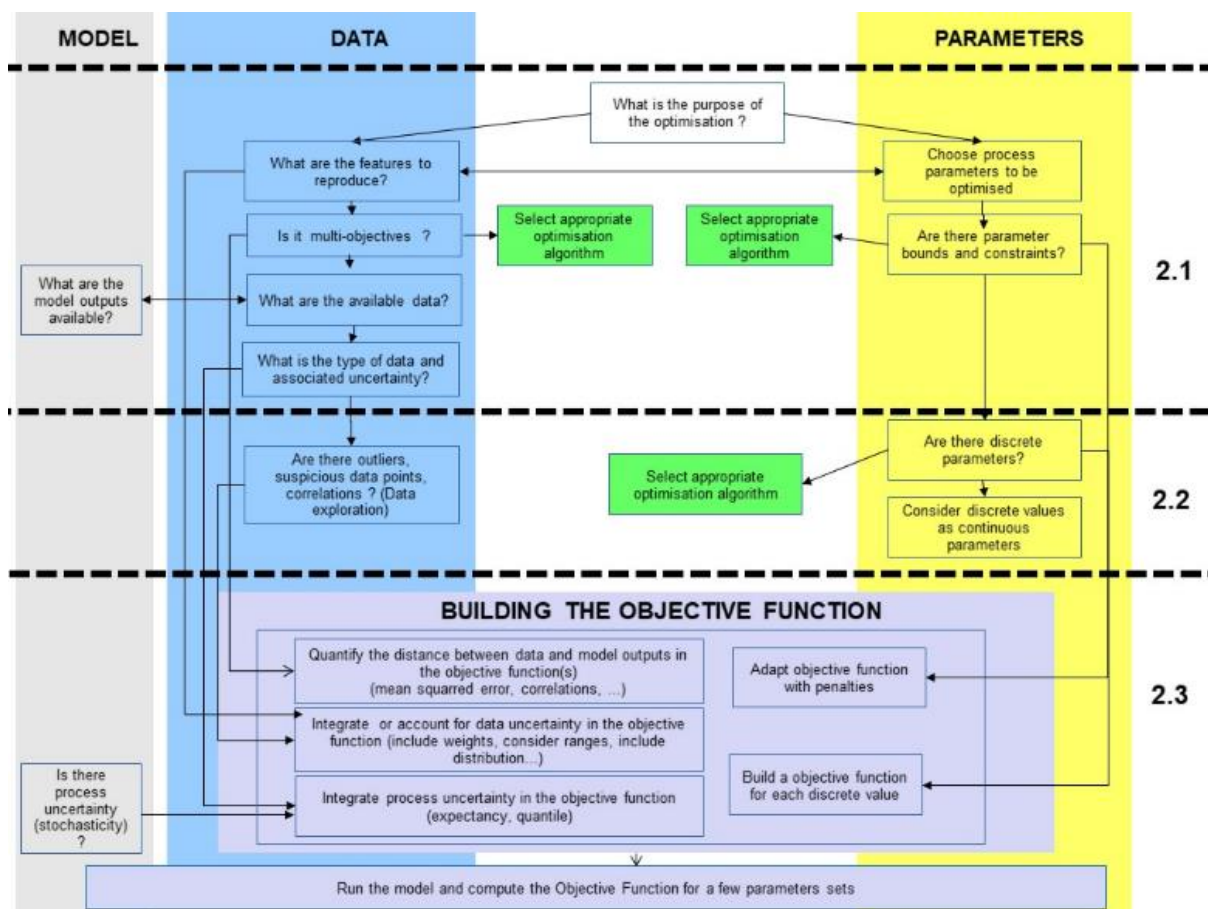 MODEL
DATA
PARAMETERS
What is the purpose of
the optimisation ?
What are the features to
reproduce?
Choose process
parameters to be
optimised
Is it multi-objectives ?
Select appropriate
optimisation
algorithm
Select appropriate
optimisation
algorithm
Are there parameter
bounds and constraints?
2.1
What are the
model outputs
available?
What are the available data?
What is the type of data and
associated uncertainty?
Are there outliers,
suspicious data points,
correlations ? (Data
exploration)
Select appropriate
optimisation algorithm
Are there discrete
parameters?
Consider discrete values
as continuous
parameters
2.2
BUILDING THE OBJECTIVE FUNCTION
Quantify the distance between data and model outputs in
the objective function(s)
(mean squarred error, correlations, ...)
Adapt objective function
with penalties
2.3
Integrate or account for data uncertainty in the objective
function (include weights, consider ranges, include
distribution...)
Is there
process
uncertainty
(stochasticity)
?
Integrate process uncertainty in the objective function
(expectancy, quantile)
Build a objective function
for each discrete value
Run the model and compute the Objective Function for a few parameters sets